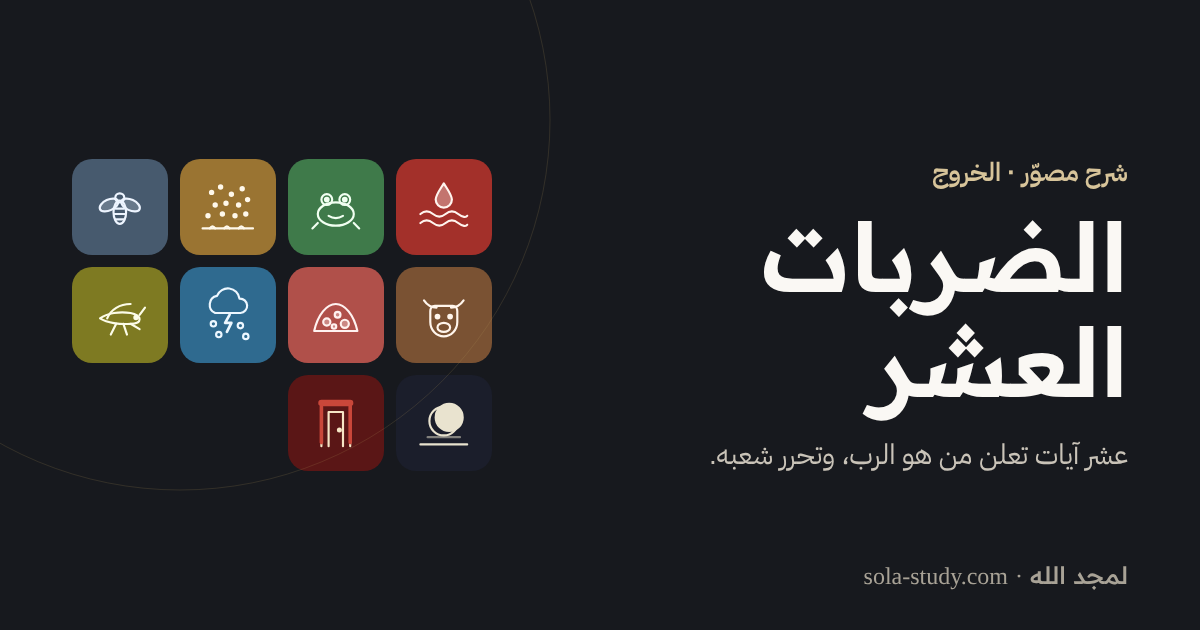 شرح مصوّر · الخروج
الضربات
العشر
عشر آيات تعلن من هو الرب، وتحرر شعبه.
لمجد الله · sola-study.com